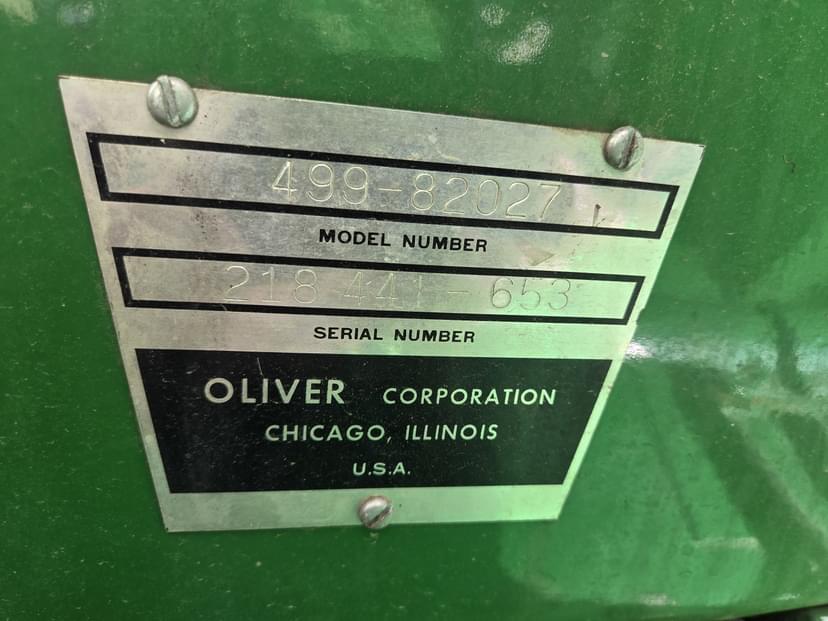 499-82027
MODEL NUMBER
218 441-653
SERIAL NUMBER
OLIVER CORPORATION
CHICAGO, ILLINOIS
U.S.A.